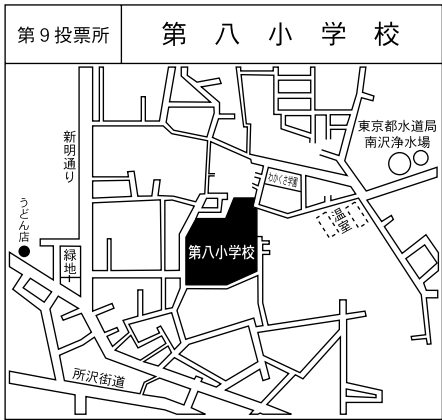 第9投票所
第八小学校
新明通り
東京都水道局
南沢浄水場
わかくさ学園
うどん店
温室
緑地
第八小学校
所沢街道